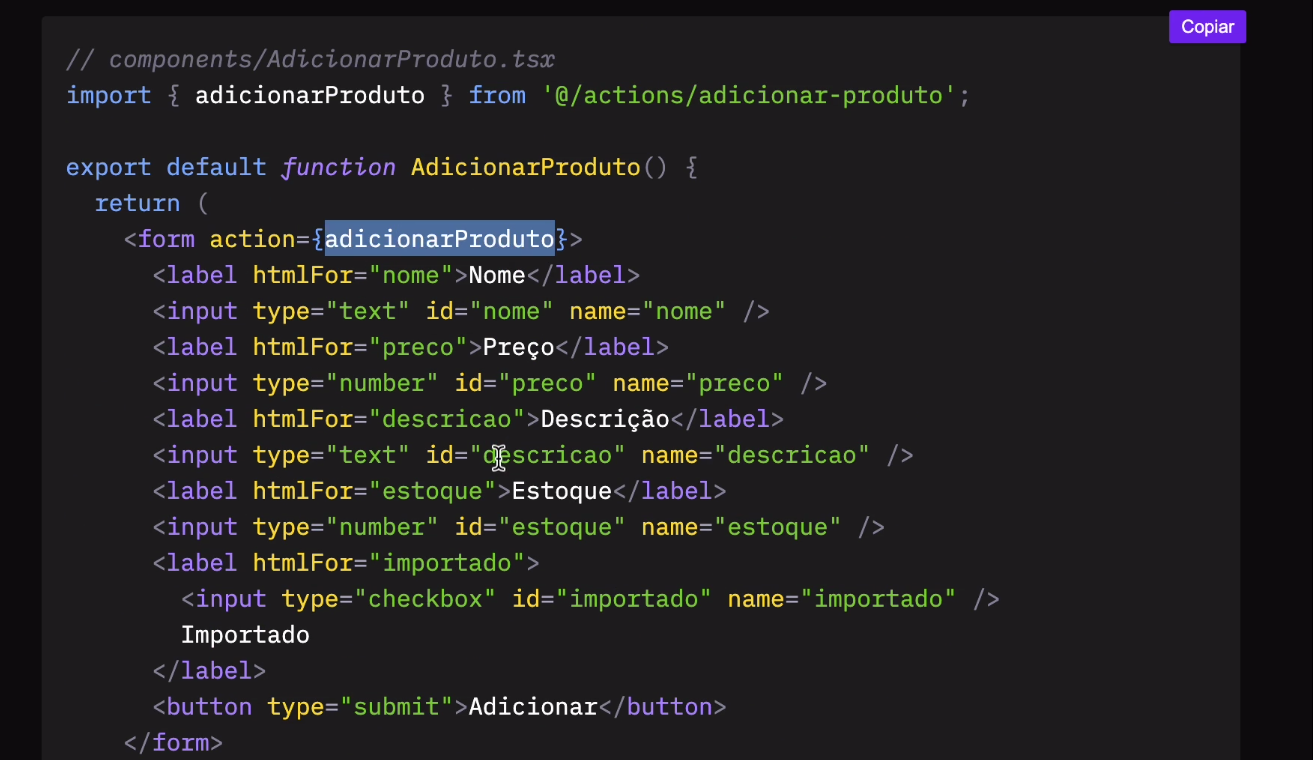 Copiar
// components/AdicionarProduto.tsx
import { adicionarProduto } from '@/actions/adicionar-produto';

export default function AdicionarProduto() {
  return (
    <form action={adicionarProduto}>
      <label htmlFor="nome">Nome</label>
      <input type="text" id="nome" name="nome" />
      <label htmlFor="preco">Preço</label>
      <input type="number" id="preco" name="preco" />
      <label htmlFor="descricao">Descrição</label>
      <input type="text" id="descricao" name="descricao" />
      <label htmlFor="estoque">Estoque</label>
      <input type="number" id="estoque" name="estoque" />
      <label htmlFor="importado">
        <input type="checkbox" id="importado" name="importado" />
        Importado
      </label>
      <button type="submit">Adicionar</button>
    </form>